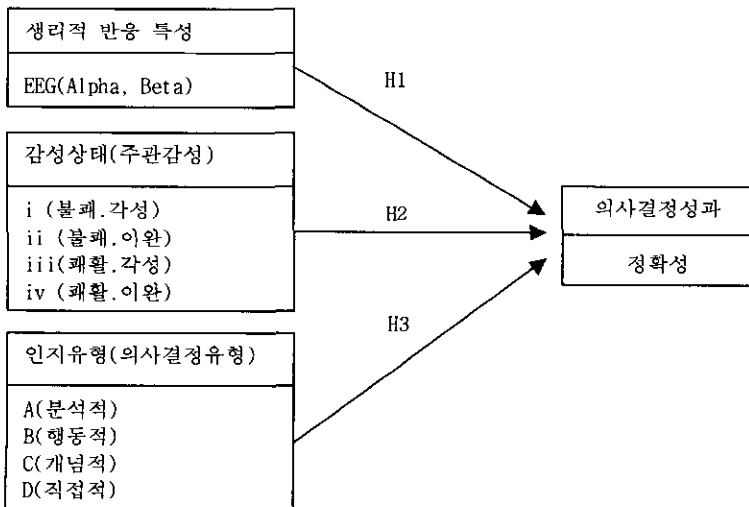 생리적 반응 특성
EEG(Alpha, Beta)
H1
감성상태(주관감성)
i (불쾌.각성)
ii (불쾌.이완)
iii(쾌활.각성)
iv (쾌활.이완)
H2
의사결정성과
정확성
H3
인지유형(의사결정유형)
A(분석적)
B(행동적)
C(개념적)
D(직접적)